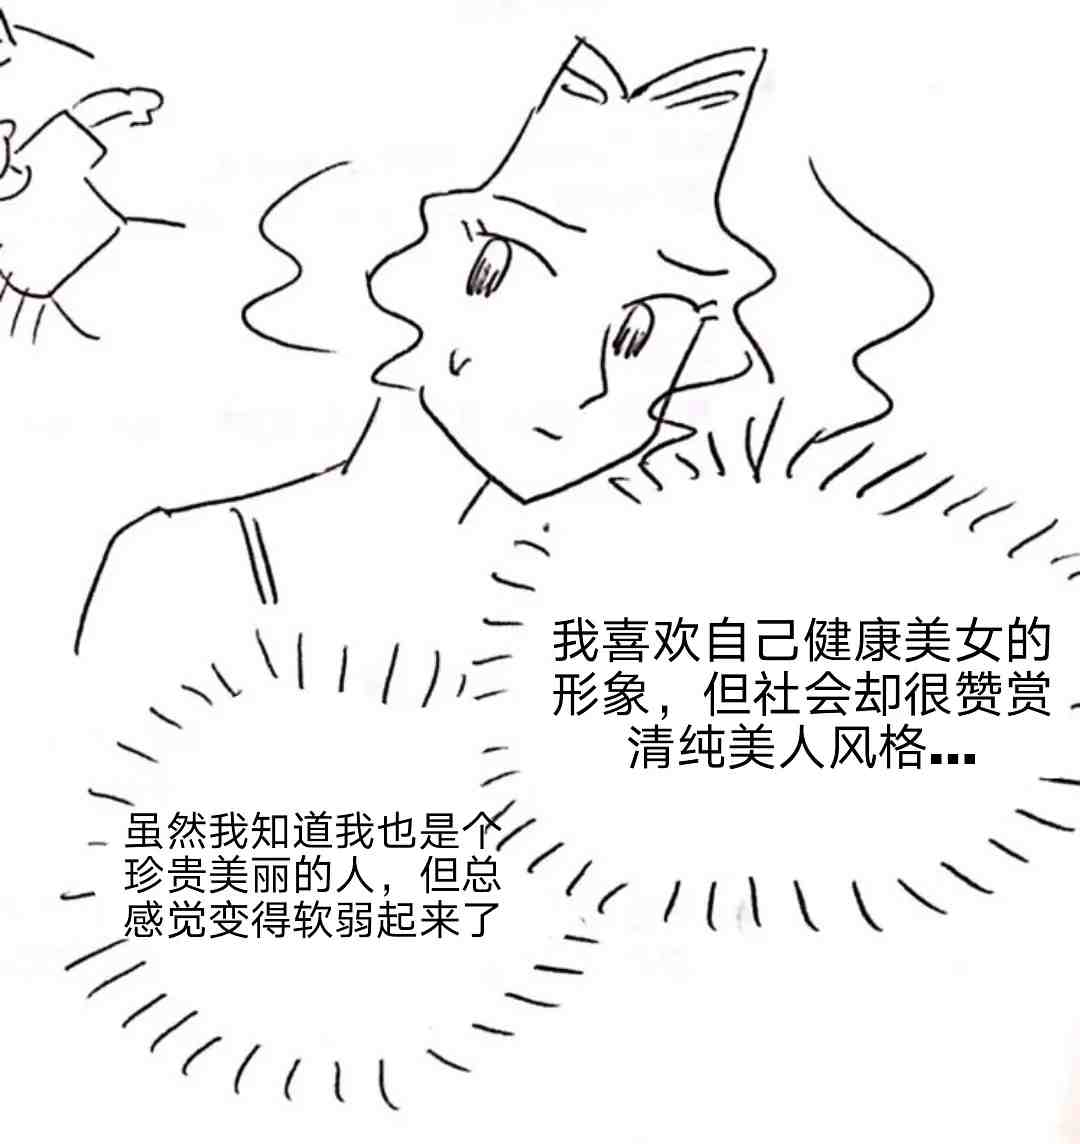 我喜欢自己健康美女的
形象，但社会却很赞赏
清纯美人风格...
虽然我知道我也是个
珍贵美丽的人，但总
感觉变得软弱起来了